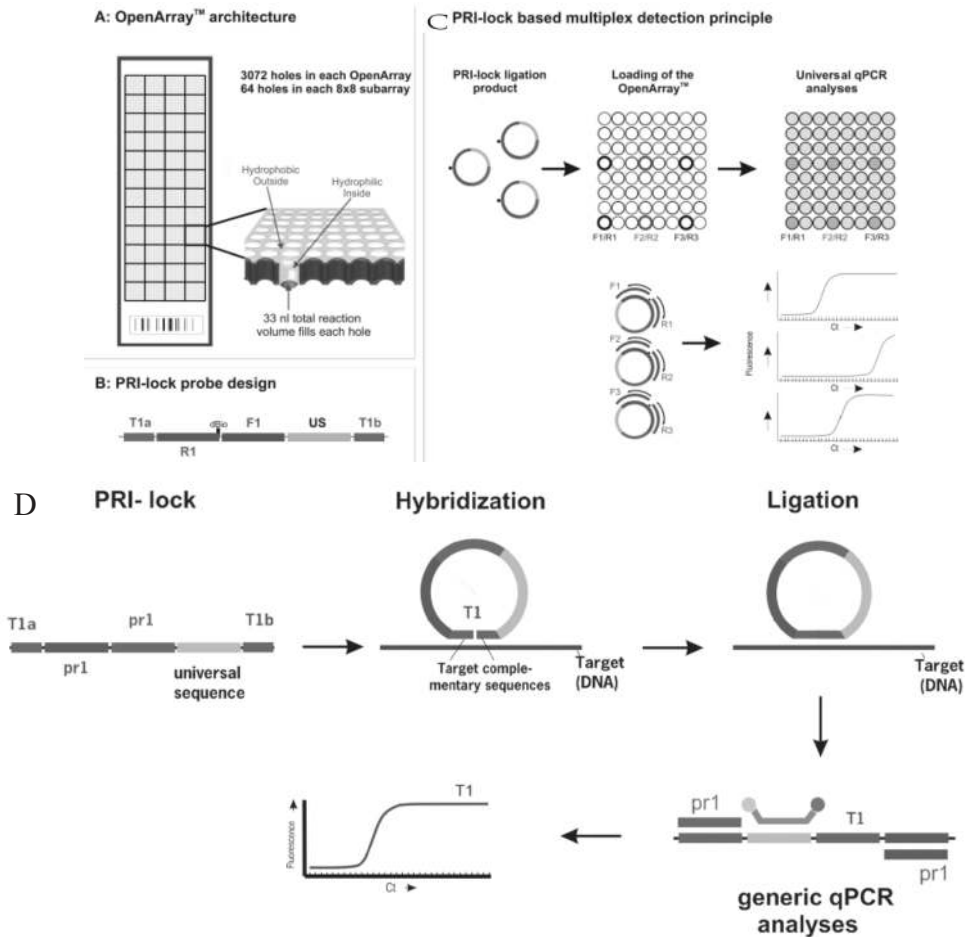 A: OpenArray™ architecture
3072 holes in each OpenArray
64 holes in each 8x8 subarray
Hydrophobic
Outside
Hydrophilic
Inside
33 nl total reaction
volume fills each hole
B: PRI-lock probe design
T1a
dBio
F1
US
T1b
R1
C PRI-lock based multiplex detection principle
PRI-lock ligation
product
Loading of the
OpenArray™
Universal qPCR
analyses
F1/R1 F2/R2 F3/R3
F1/R1 F2/R2 F3/R3
F1
R1
F2
R2
F3
R3
Fluorescence
Ct
Ct
Ct
D
PRI- lock
Hybridization
Ligation
T1a
pr1
T1b
pr1
universal
sequence
T1
Target comple-
mentary sequences
Target
(DNA)
Target
(DNA)
Fluorescence
T1
Ct
pr1
T1
pr1
generic qPCR
analyses